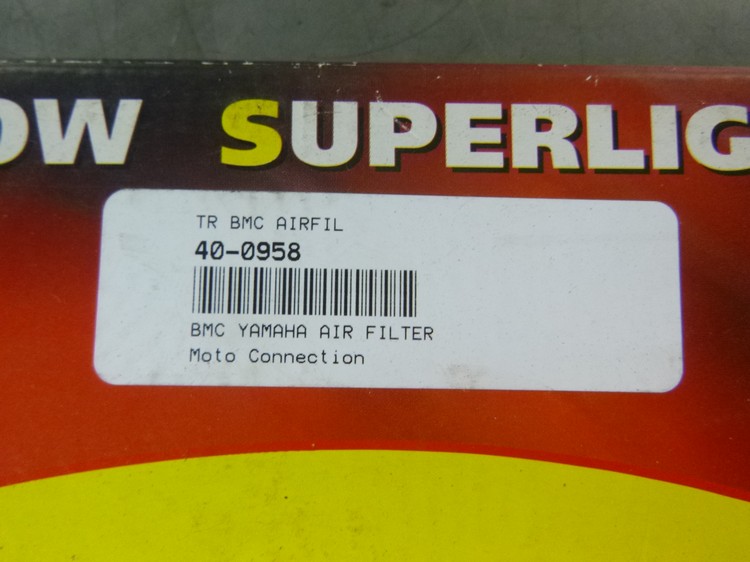 OW SUPERLIG
TR BMC AIRFIL
40-0958
BMC YAMAHA AIR FILTER
Moto Connection